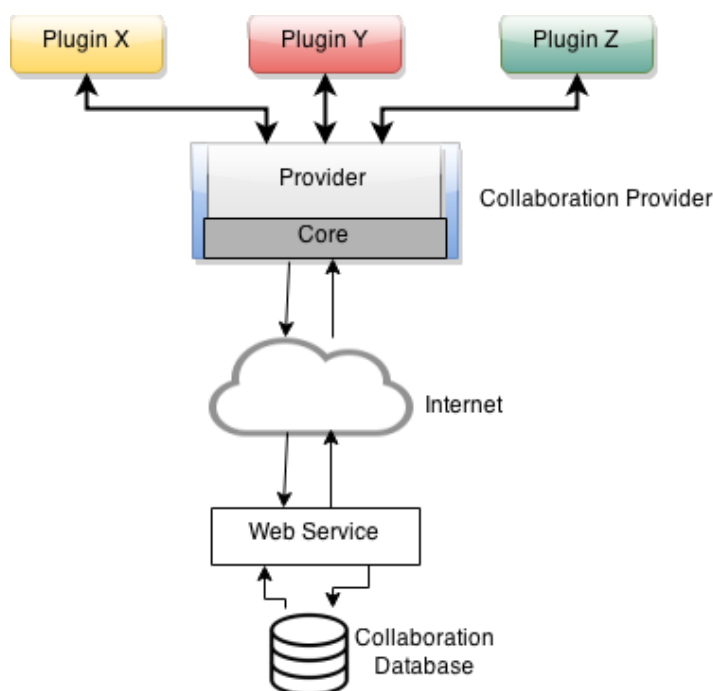 Plugin X
Plugin Y
Plugin Z
Provider
Collaboration Provider
Core
Internet
Web Service
Collaboration
Database